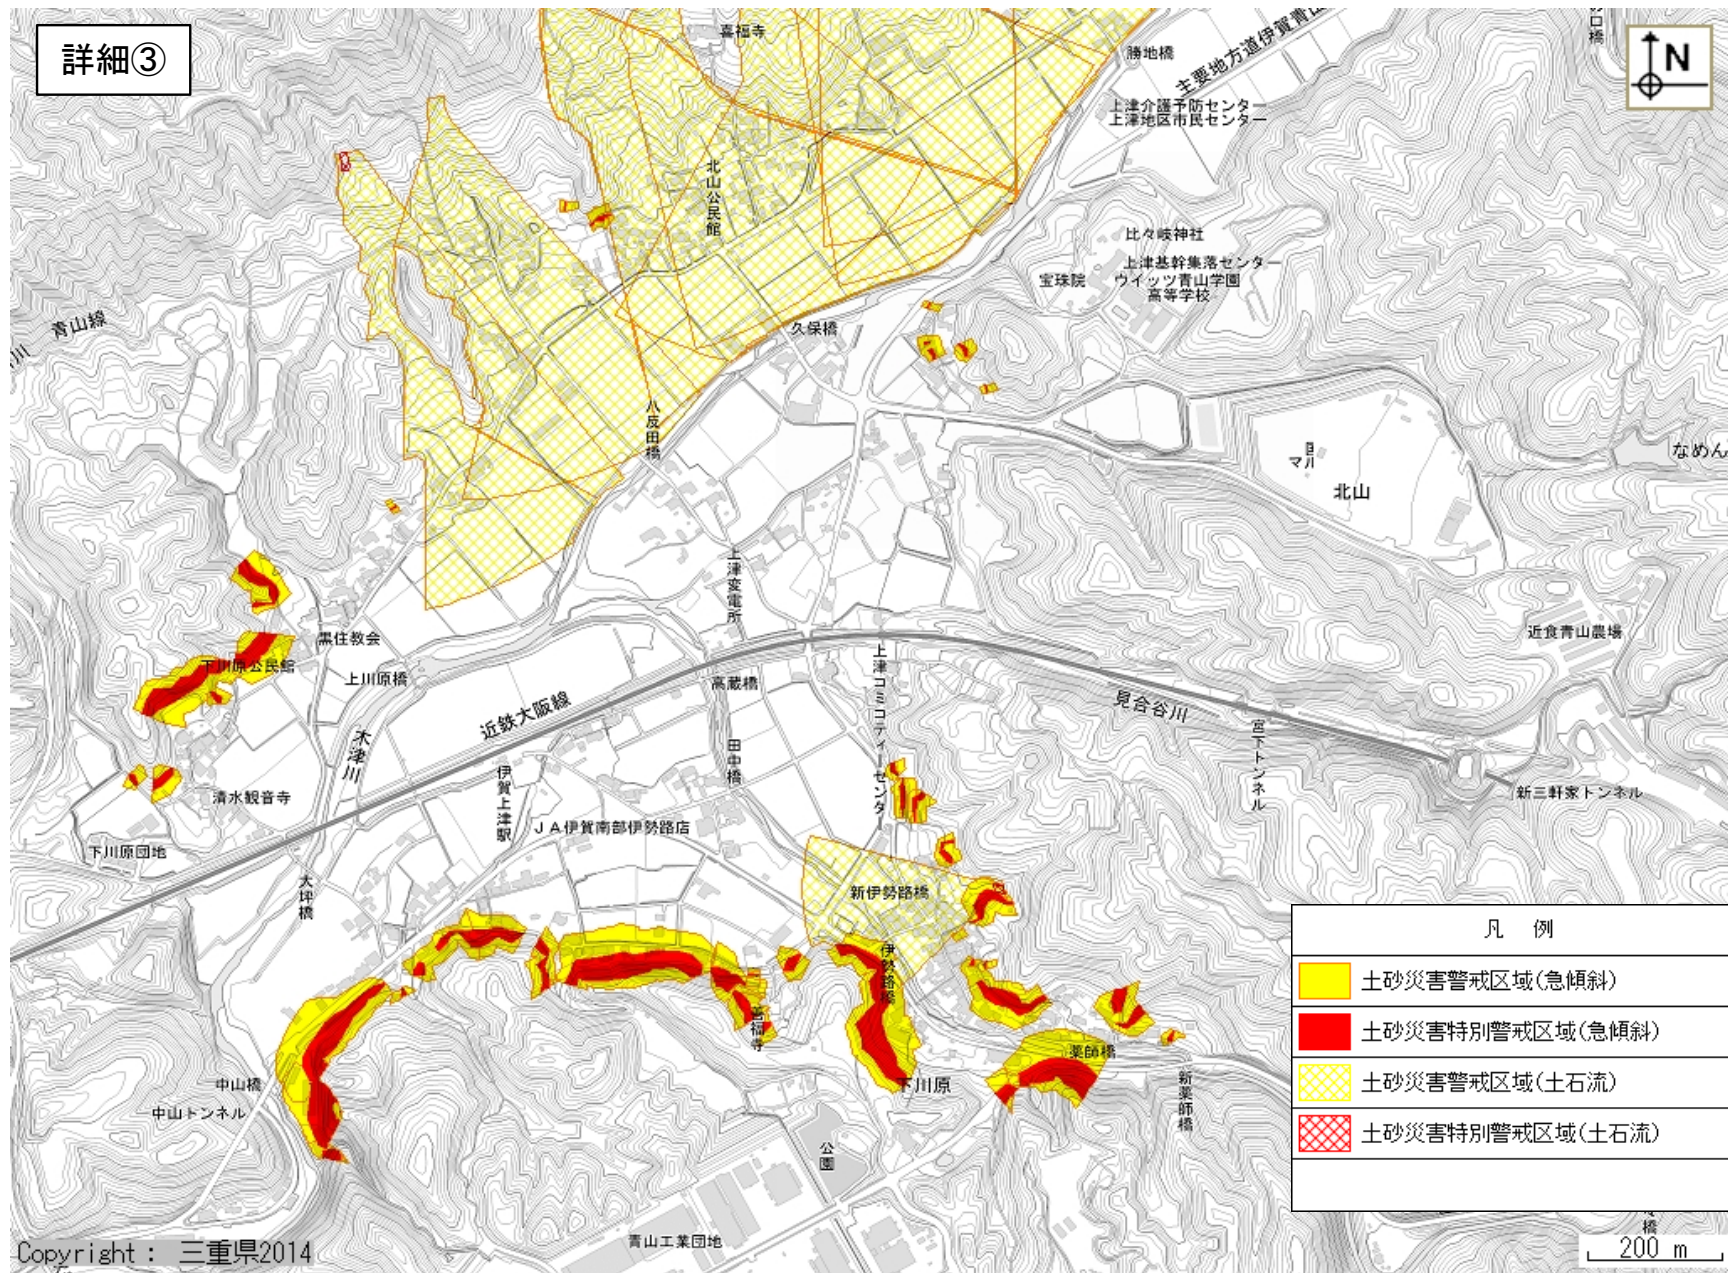 詳細③
喜福寺
勝地橋
主要地方道伊賀青山
の口橋
N
上津介護予防センター
上津地区市民センター
北山公民館
比々岐神社
上津基幹集落センター
宝珠院
ウイッツ青山学園
高等学校
青山線
川
久保橋
八反田橋
なめん
マル
北山
上津変電所
黒住教会
下川原公民館
上川原橋
高蔵橋
上津コミュニティーセンター
近食青山農場
近鉄大阪線
見合谷川
木津川
田中橋
宮下トンネル
伊賀上津駅
清水観音寺
新三軒家トンネル
JA伊賀南部伊勢路店
下川原団地
大坪橋
新伊勢路橋
伊勢路橋
善福寺
薬師橋
中山橋
下川原
新薬師橋
中山トンネル
公園
青山工業団地
凡 例
土砂災害警戒区域(急傾斜)
土砂災害特別警戒区域(急傾斜)
土砂災害警戒区域(土石流)
土砂災害特別警戒区域(土石流)
橋
200 m
Copyright : 三重県2014